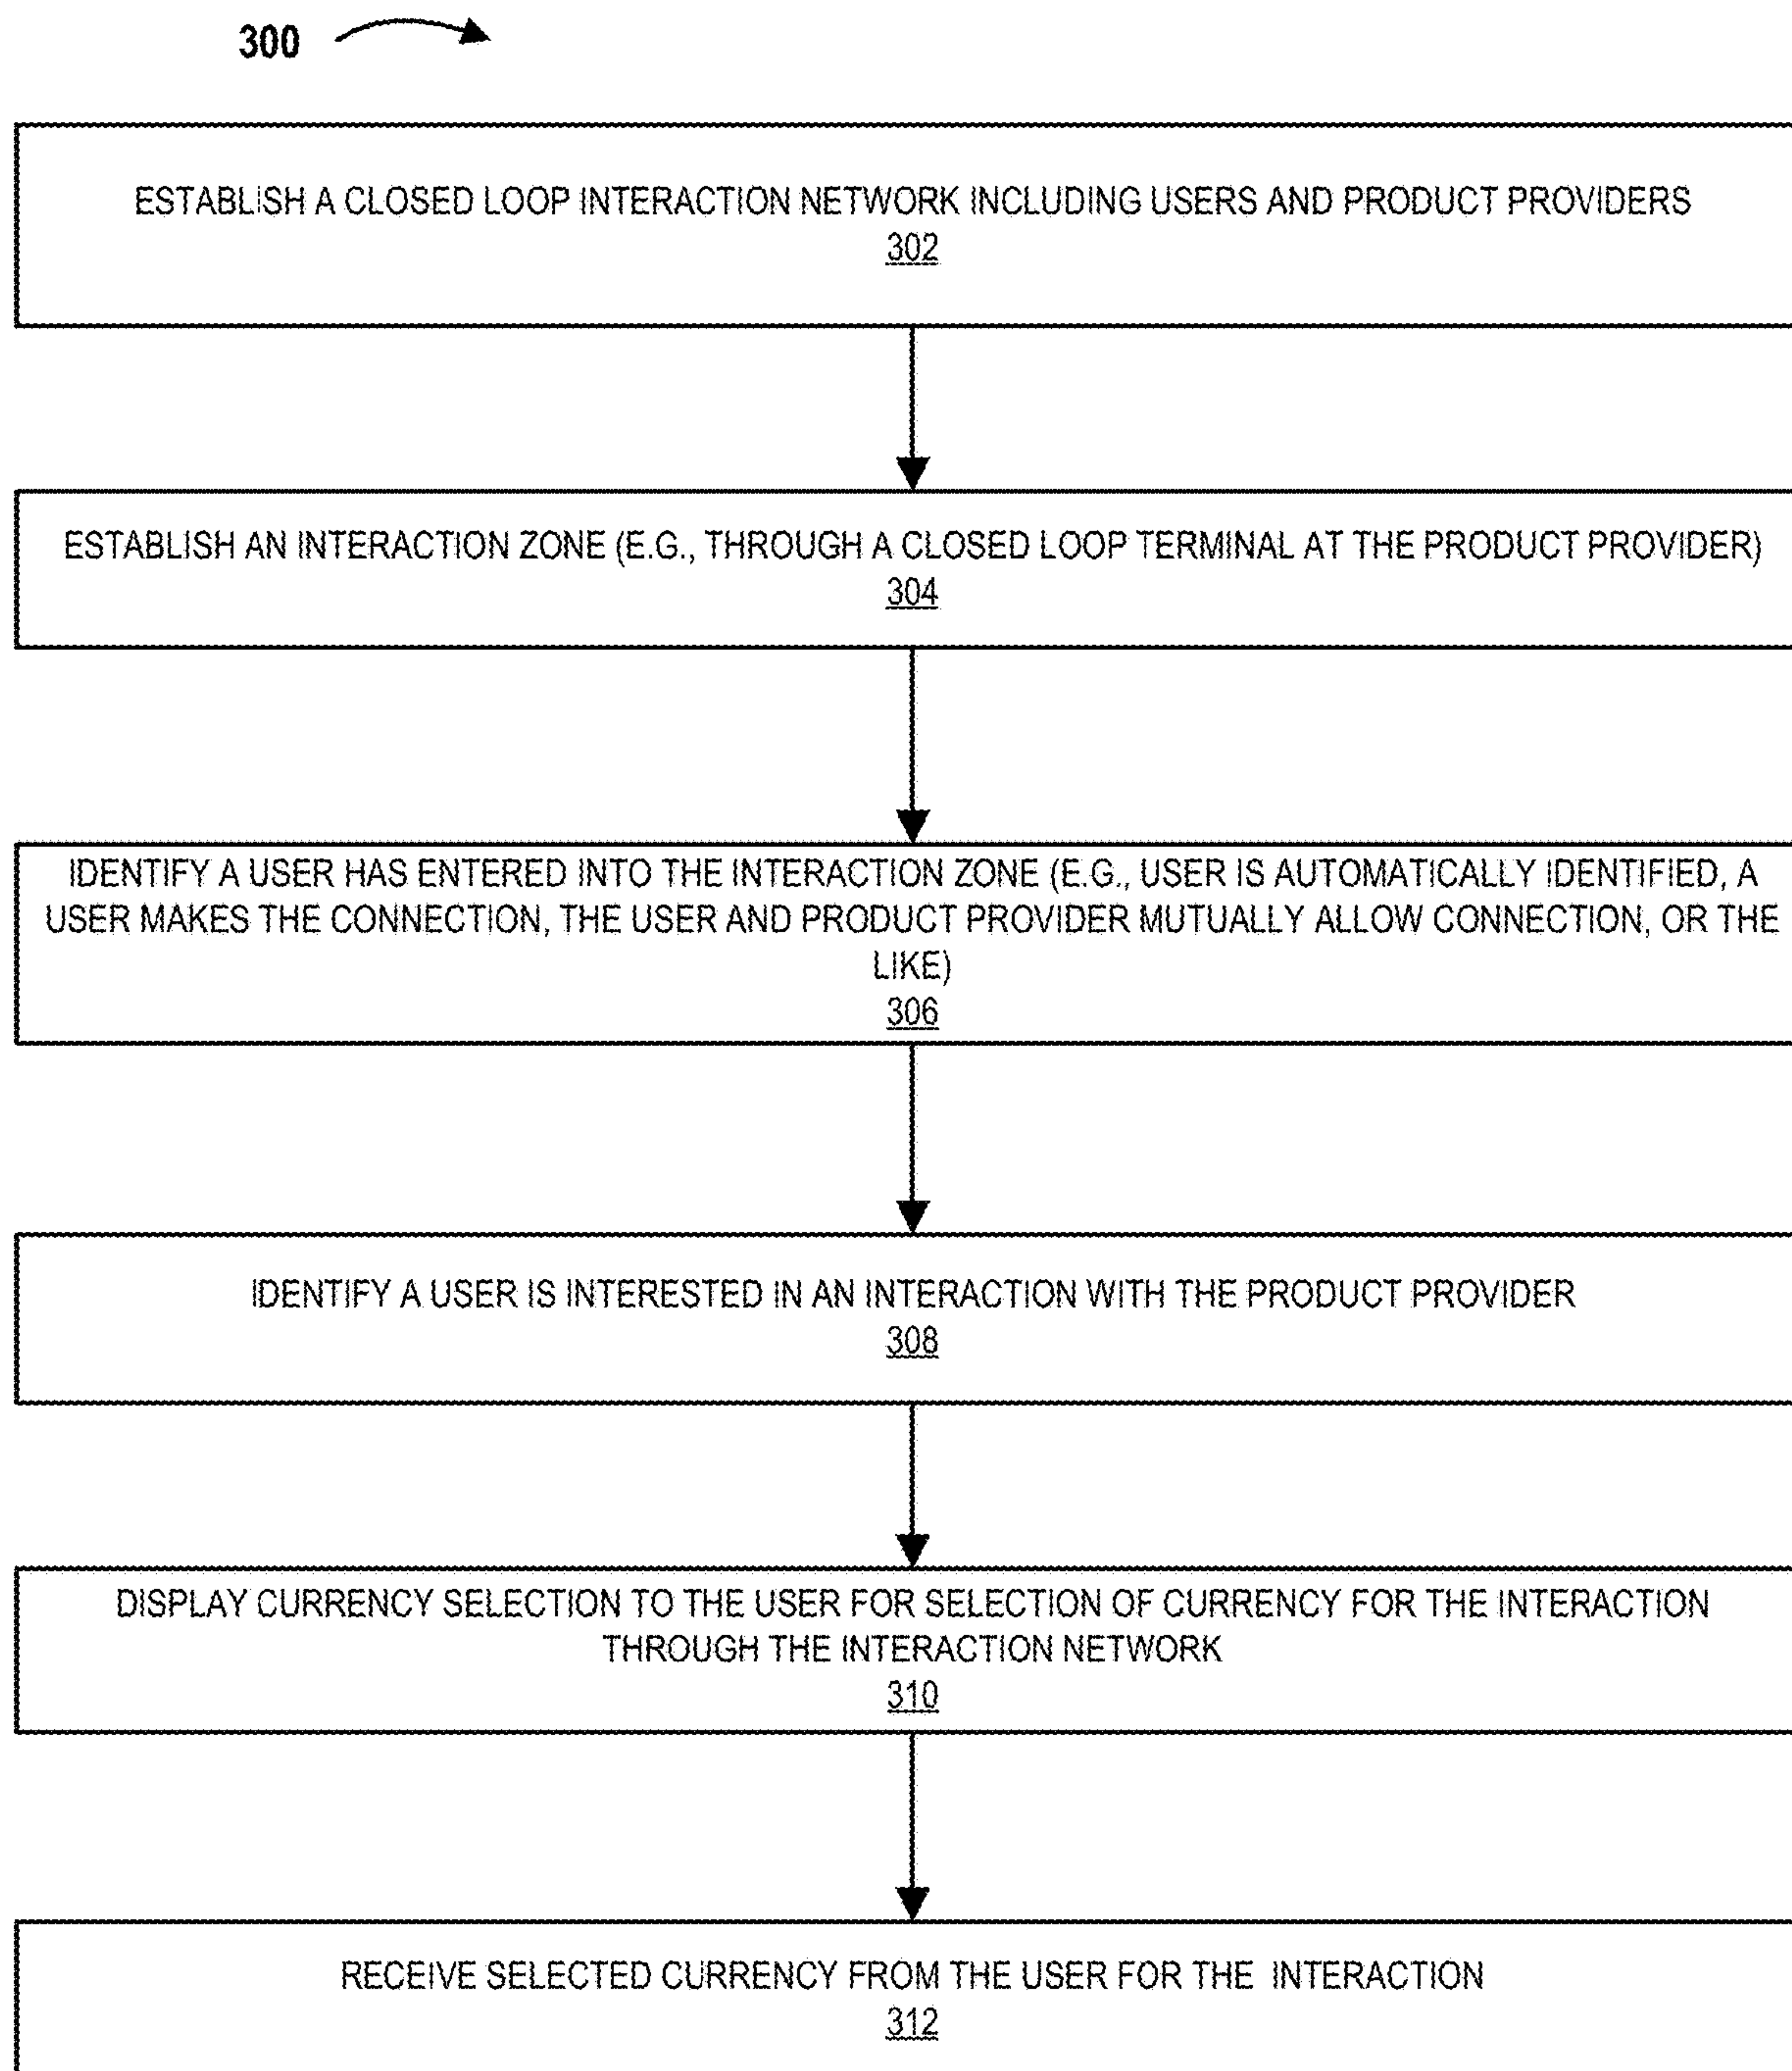 300
ESTABLISH A CLOSED LOOP INTERACTION NETWORK INCLUDING USERS AND PRODUCT PROVIDERS
302
ESTABLISH AN INTERACTION ZONE (E.G., THROUGH A CLOSED LOOP TERMINAL AT THE PRODUCT PROVIDER)
304
IDENTIFY A USER HAS ENTERED INTO THE INTERACTION ZONE (E.G., USER IS AUTOMATICALLY IDENTIFIED, A
USER MAKES THE CONNECTION, THE USER AND PRODUCT PROVIDER MUTUALLY ALLOW CONNECTION, OR THE
LIKE)
306
IDENTIFY A USER IS INTERESTED IN AN INTERACTION WITH THE PRODUCT PROVIDER
308
DISPLAY CURRENCY SELECTION TO THE USER FOR SELECTION OF CURRENCY FOR THE INTERACTION
THROUGH THE INTERACTION NETWORK
310
RECEIVE SELECTED CURRENCY FROM THE USER FOR THE INTERACTION
312